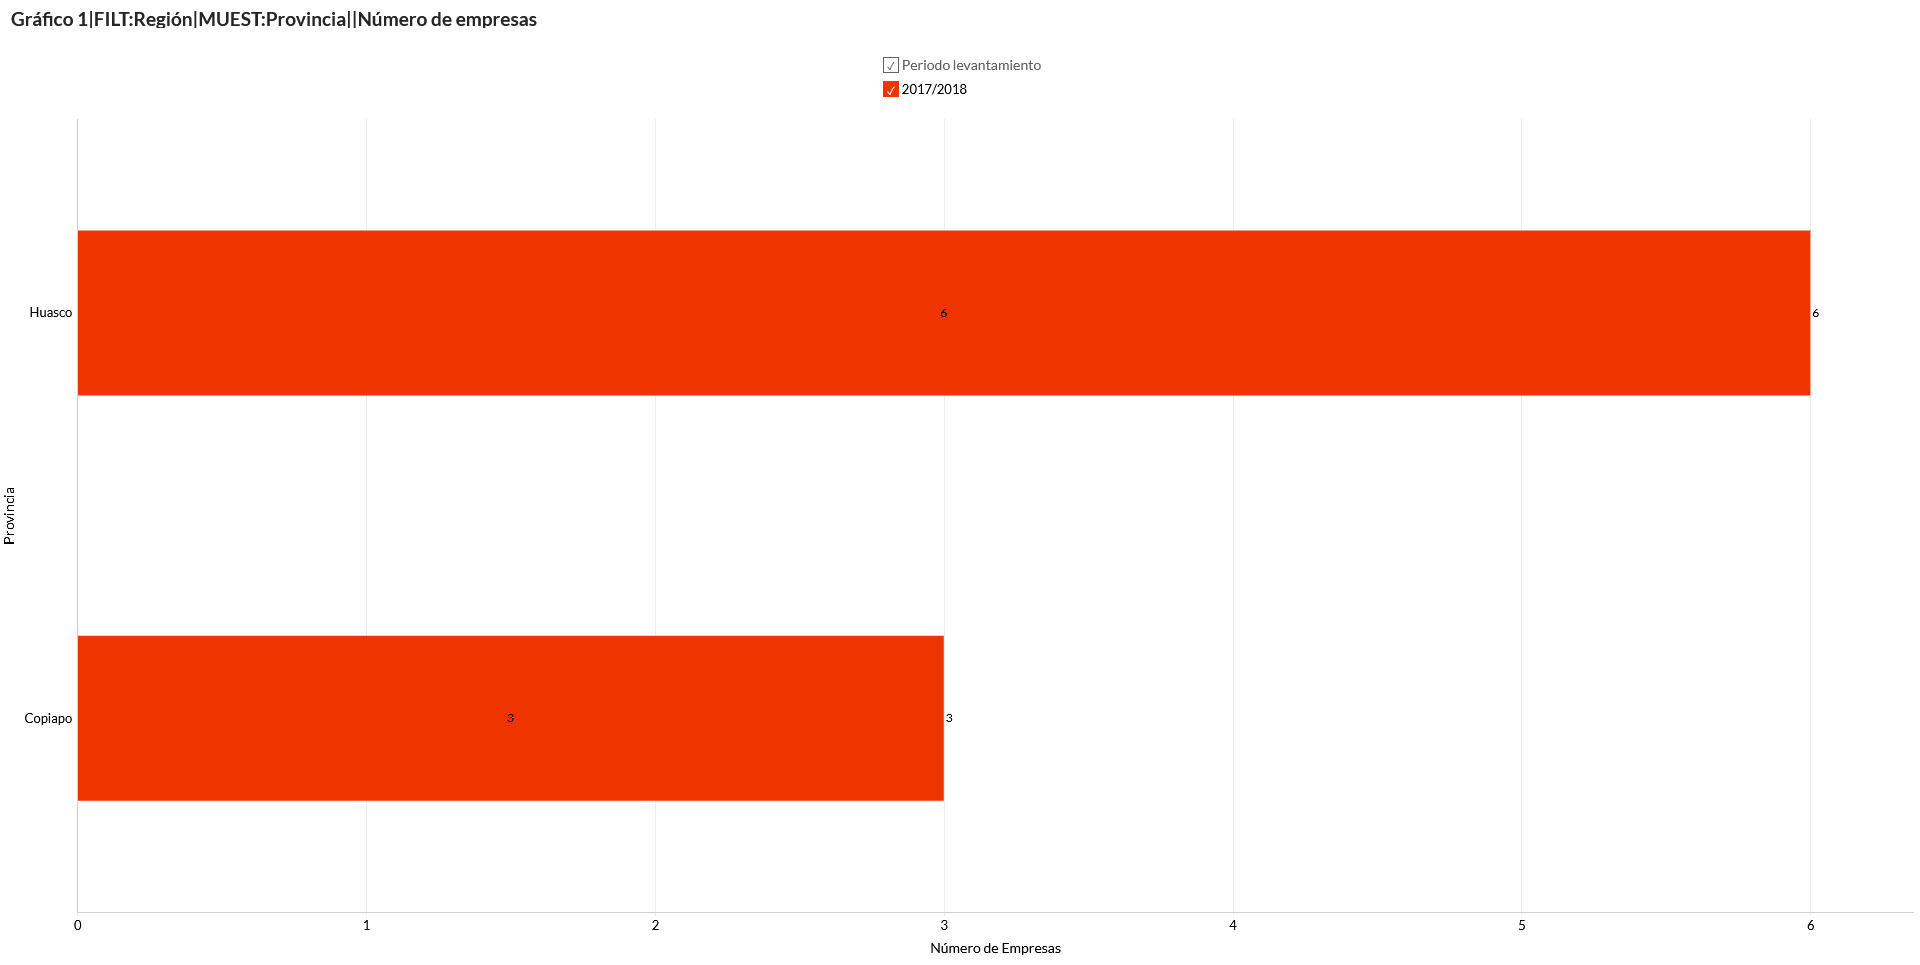 Gráfico 1|FILT:Región|MUEST:Provincia||Número de empresas
Periodo levantamiento
2017/2018
Provincia
Huasco
6
6
Copiapo
3
3
0 1 2 3 4 5 6
Número de Empresas